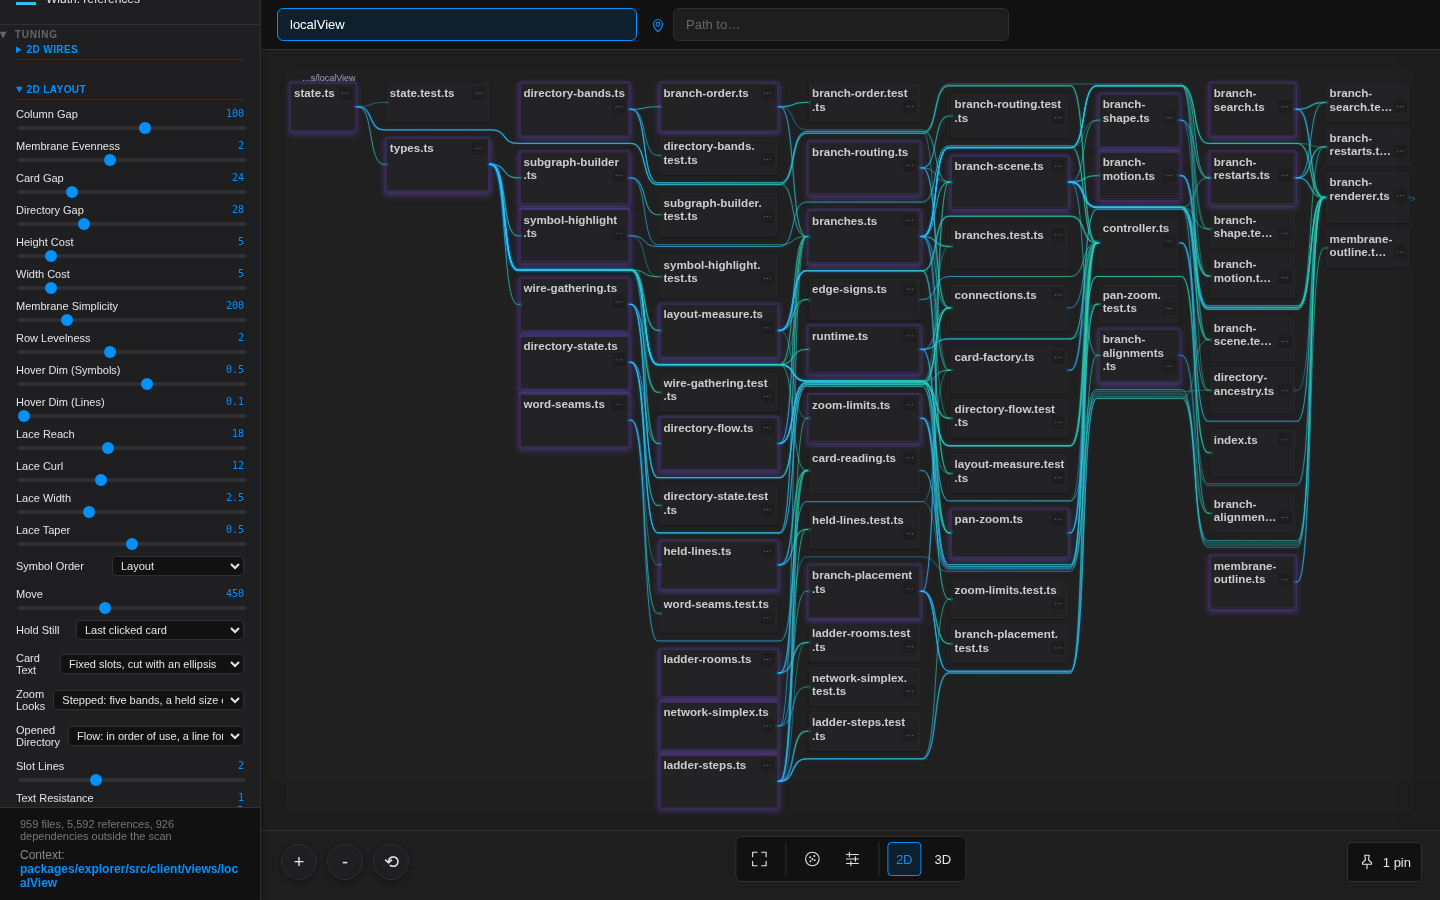 Width: references
TUNING
2D WIRES
2D LAYOUT
Column Gap 100
Membrane Evenness 2
Card Gap 24
Directory Gap 28
Height Cost 5
Width Cost 5
Membrane Simplicity 200
Row Levelness 2
Hover Dim (Symbols) 0.5
Hover Dim (Lines) 0.1
Lace Reach 18
Lace Curl 12
Lace Width 2.5
Lace Taper 0.5
Symbol Order Layout
Move 450
Hold Still Last clicked card
Card
Text
Fixed slots, cut with an ellipsis
Zoom
Looks
Stepped: five bands, a held size
Opened
Directory
Flow: in order of use, a line for
Slot Lines 2
Text Resistance 1
959 files, 5,592 references, 926
dependencies outside the scan
Context:
packages/explorer/src/client/views/loc
alView
localView
Path to…
…s/localView
state.ts
state.test.ts
types.ts
directory-bands.ts
subgraph-builder
.ts
symbol-highlight
.ts
wire-gathering.ts
directory-state.ts
word-seams.ts
branch-order.ts
directory-bands.
test.ts
subgraph-builder.
test.ts
symbol-highlight.
test.ts
layout-measure.ts
wire-gathering.test
.ts
directory-flow.ts
directory-state.test
.ts
held-lines.ts
word-seams.test.ts
ladder-rooms.ts
network-simplex.ts
ladder-steps.ts
branch-order.test
.ts
branch-routing.ts
branches.ts
edge-signs.ts
runtime.ts
zoom-limits.ts
card-reading.ts
held-lines.test.ts
branch-placement
.ts
ladder-rooms.test
.ts
network-simplex.
test.ts
ladder-steps.test
.ts
branch-routing.test
.ts
branch-scene.ts
branches.test.ts
connections.ts
card-factory.ts
directory-flow.test
.ts
layout-measure.test
.ts
pan-zoom.ts
zoom-limits.test.ts
branch-placement.
test.ts
branch-
shape.ts
branch-
motion.ts
controller.ts
pan-zoom.
test.ts
branch-
alignments
.ts
branch-
search.ts
branch-
restarts.ts
branch-
shape.te…
branch-
motion.t…
branch-
scene.te…
directory-
ancestry.ts
index.ts
branch-
alignmen…
membrane-
outline.ts
branch-
search.te…
branch-
restarts.t…
branch-
renderer.ts
membrane-
outline.t…
+
-
⟲
2D
3D
1 pin